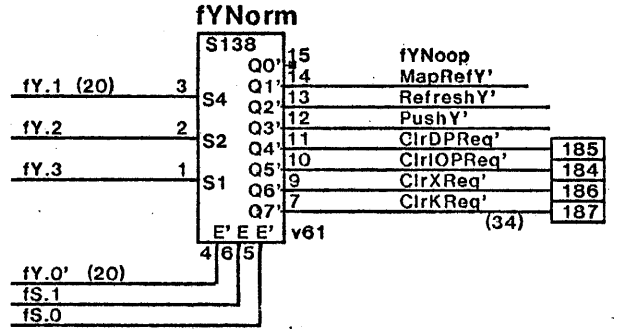 fYNorm
S138
15 fYNoop
Q0'
14 MapRefY'
Q1'
fY.1 (20) 3 S4
13 RefreshY'
Q2'
12 PushY'
Q3'
fY.2 2 S2
11 ClrDPReq' 185
Q4'
10 ClrIOPReq' 184
Q5'
fY.3 1 S1
9 ClrXReq' 186
Q6'
7 ClrKReq' 187
Q7'
(34)
E' E E' v61
4 6 5
fY.0' (20)
fS.1
fS.0